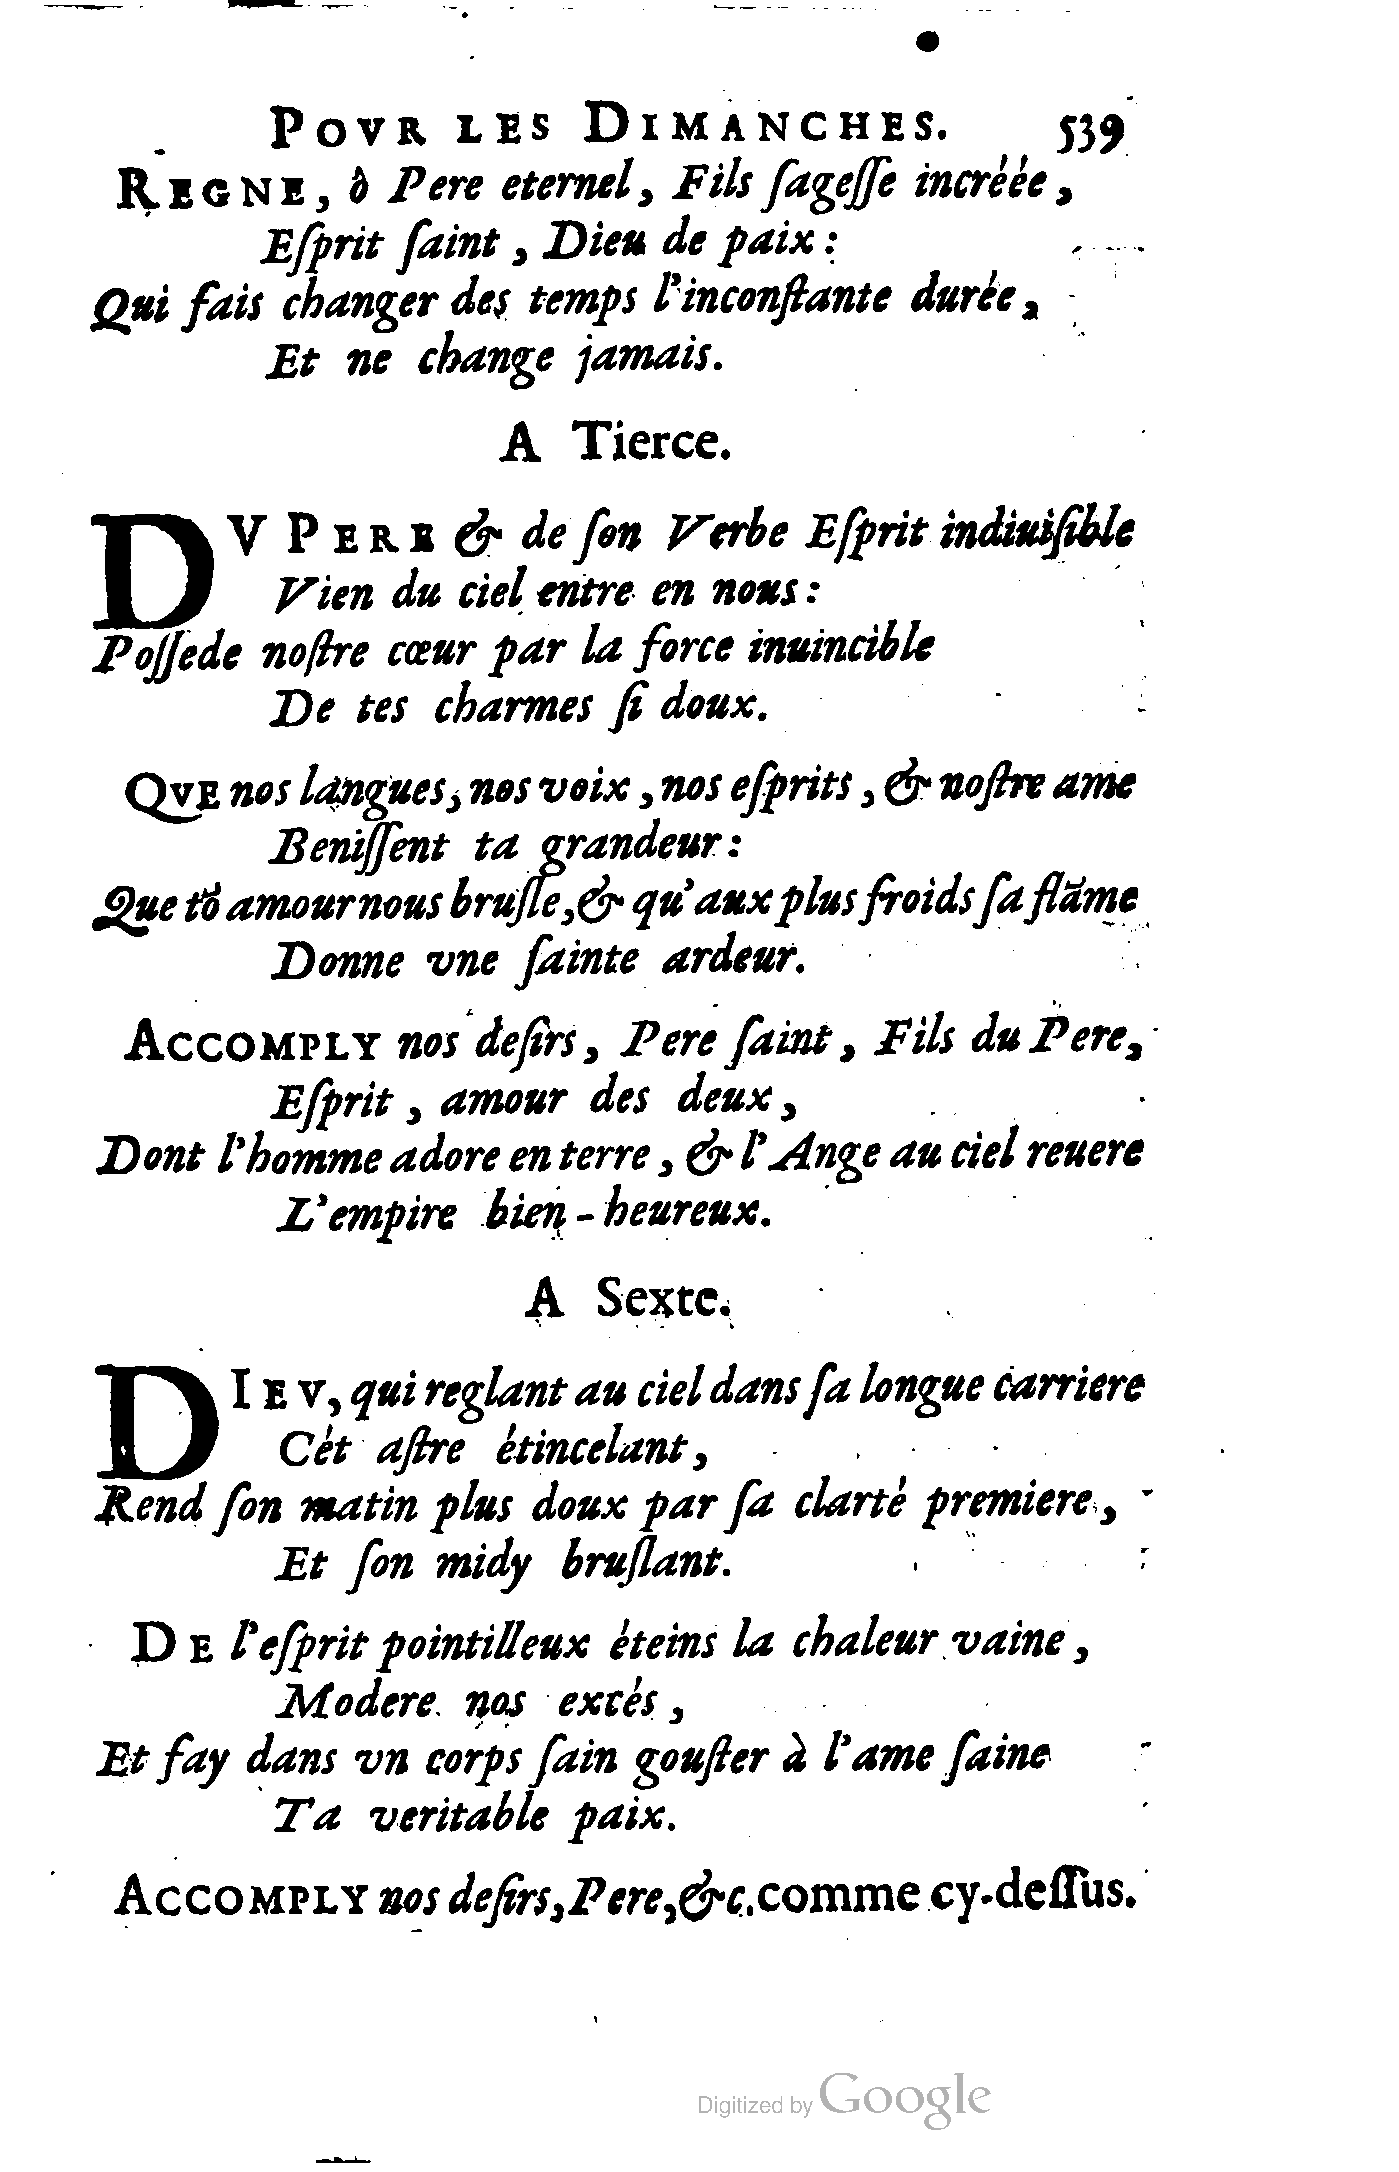 POVR LES DIMANCHES. 539
REGNE, ô Pere eternel, Fils ſageſſe incréée,
Eſprit ſaint, Dieu de paix:
Qui fais changer des temps l'inconſtante durée,
Et ne change jamais.
A Tierce.
DV PERE & de ſon Verbe Eſprit indiuiſible
Vien du ciel entre en nous:
Poſſede noſtre cœur par la force inuincible
De tes charmes ſi doux.
QVE nos langues, nos voix, nos eſprits, & noſtre ame
Beniſſent ta grandeur:
Que tõ amour nous bruſle, & qu'aux plus froids ſa flãme
Donne vne ſainte ardeur.
ACCOMPLY nos deſirs, Pere ſaint, Fils du Pere,
Eſprit, amour des deux,
Dont l'homme adore en terre, & l'Ange au ciel reuere
L'empire bien-heureux.
A Sexte.
DIEV, qui reglant au ciel dans ſa longue carriere
Cét aſtre étincelant,
Rend ſon matin plus doux par ſa clarté premiere,
Et ſon midy bruſlant.
DE l'eſprit pointilleux éteins la chaleur vaine,
Modere nos excés,
Et fay dans vn corps ſain gouſter à l'ame ſaine
Ta veritable paix.
ACCOMPLY nos deſirs, Pere, &c. comme cy-deſſus.
Digitized by Google